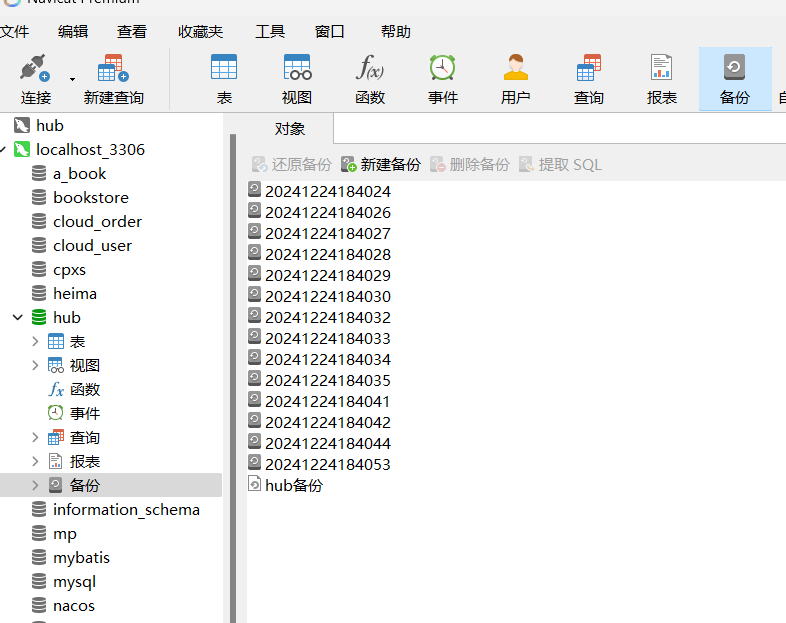 Navicat Premium
文件 编辑 查看 收藏夹 工具 窗口 帮助
连接 新建查询 表 视图 函数 事件 用户 查询 报表 备份
对象
还原备份 新建备份 删除备份 提取 SQL
hub
localhost_3306
a_book
bookstore
cloud_order
cloud_user
cpxs
heima
hub
表
视图
函数
事件
查询
报表
备份
information_schema
mp
mybatis
mysql
nacos
20241224184024
20241224184026
20241224184027
20241224184028
20241224184029
20241224184030
20241224184032
20241224184033
20241224184034
20241224184035
20241224184041
20241224184042
20241224184044
20241224184053
hub备份